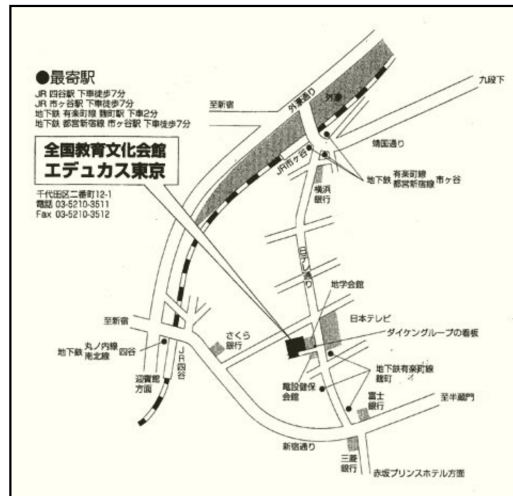 ●最寄駅
JR 四谷駅 下車徒歩7分
JR 市ヶ谷駅 下車徒歩7分
地下鉄 有楽町線 麹町駅 下車2分
地下鉄 都営新宿線 市ヶ谷駅 下車徒歩7分
全国教育文化会館
エデュカス東京
千代田区二番町12-1
電話 03-5210-3511
Fax 03-5210-3512
至新宿
外濠通り
外濠
九段下
靖国通り
JR市ヶ谷
地下鉄 有楽町線 都営新宿線 市ヶ谷
横浜銀行
日テレ通り
地学会館
日本テレビ
ダイケングループの看板
至新宿
さくら銀行
地下鉄 丸ノ内線 南北線 四谷
JR四谷
迎賓館方面
電設健保会館
地下鉄有楽町線 麹町
富士銀行
至半蔵門
新宿通り
三菱銀行
赤坂プリンスホテル方面